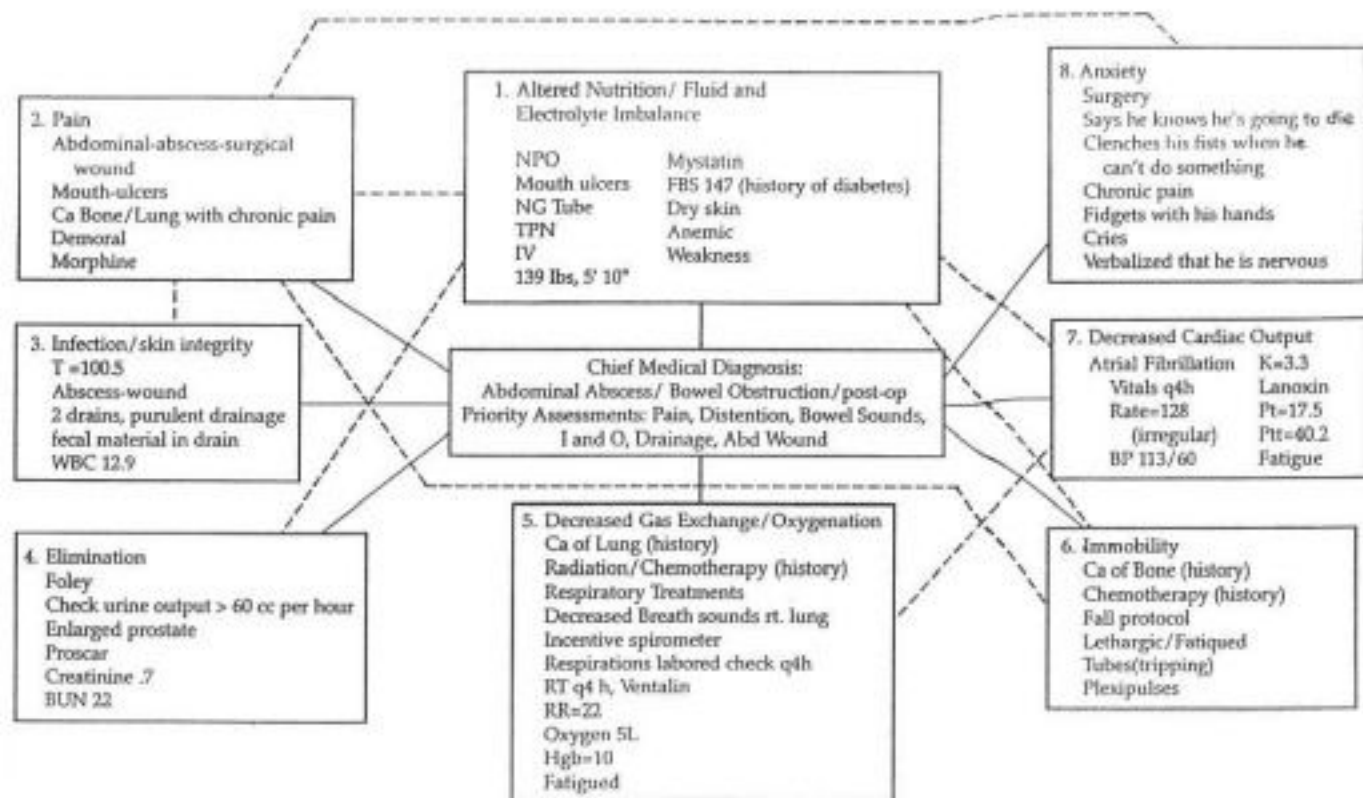 1. Altered Nutrition/ Fluid and
Electrolyte Imbalance
NPO
Mouth ulcers
NG Tube
TPN
IV
139 lbs, 5' 10"
Mystatin
FBS 147 (history of diabetes)
Dry skin
Anemic
Weakness
2. Pain
Abdominal-abscess-surgical
wound
Mouth-ulcers
Ca Bone/Lung with chronic pain
Demoral
Morphine
3. Infection/skin integrity
T =100.5
Abscess-wound
2 drains, purulent drainage
fecal material in drain
WBC 12.9
4. Elimination
Foley
Check urine output > 60 cc per hour
Enlarged prostate
Proscar
Creatinine .7
BUN 22
Chief Medical Diagnosis:
Abdominal Abscess/ Bowel Obstruction/post-op
Priority Assessments: Pain, Distention, Bowel Sounds,
I and O, Drainage, Abd Wound
5. Decreased Gas Exchange/Oxygenation
Ca of Lung (history)
Radiation/Chemotherapy (history)
Respiratory Treatments
Decreased Breath sounds rt. lung
Incentive spirometer
Respirations labored check q4h
RT q4 h, Ventalin
RR=22
Oxygen 5L
Hgb=10
Fatigued
6. Immobility
Ca of Bone (history)
Chemotherapy (history)
Fall protocol
Lethargic/Fatiqued
Tubes(tripping)
Plexipulses
7. Decreased Cardiac Output
Atrial Fibrillation
Vitals q4h
Rate=128
(irregular)
BP 113/60
K=3.3
Lanoxin
Pt=17.5
Ptt=40.2
Fatigue
8. Anxiety
Surgery
Says he knows he's going to die
Clenches his fists when he
can't do something
Chronic pain
Fidgets with his hands
Cries
Verbalized that he is nervous